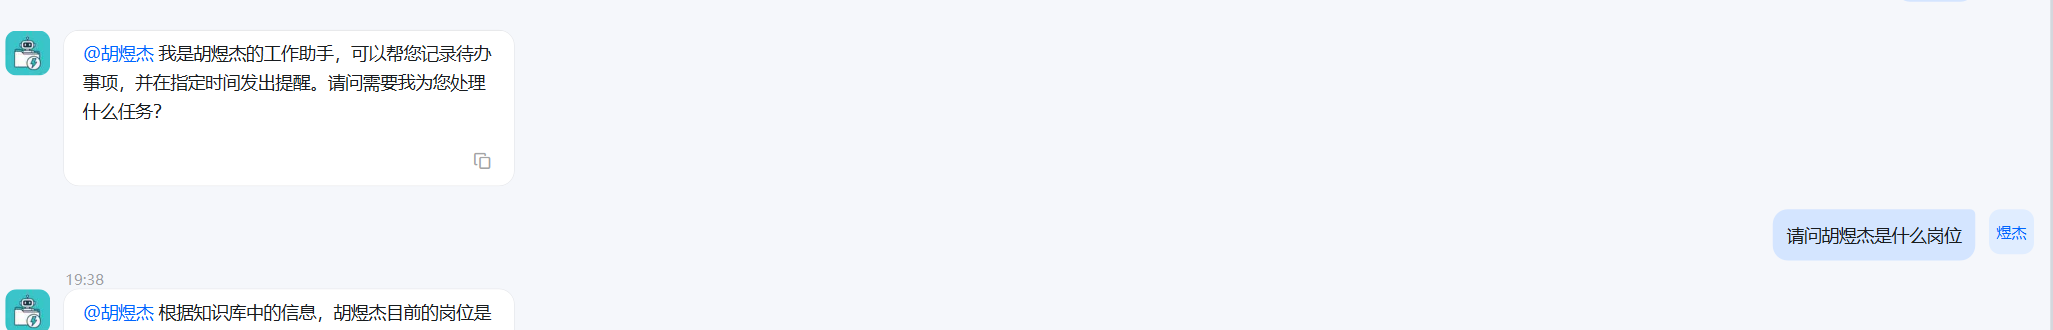 @胡煜杰 我是胡煜杰的工作助手，可以帮您记录待办
事项，并在指定时间发出提醒。请问需要我为您处理
什么任务？
请问胡煜杰是什么岗位
煜杰
19:38
@胡煜杰 根据知识库中的信息，胡煜杰目前的岗位是